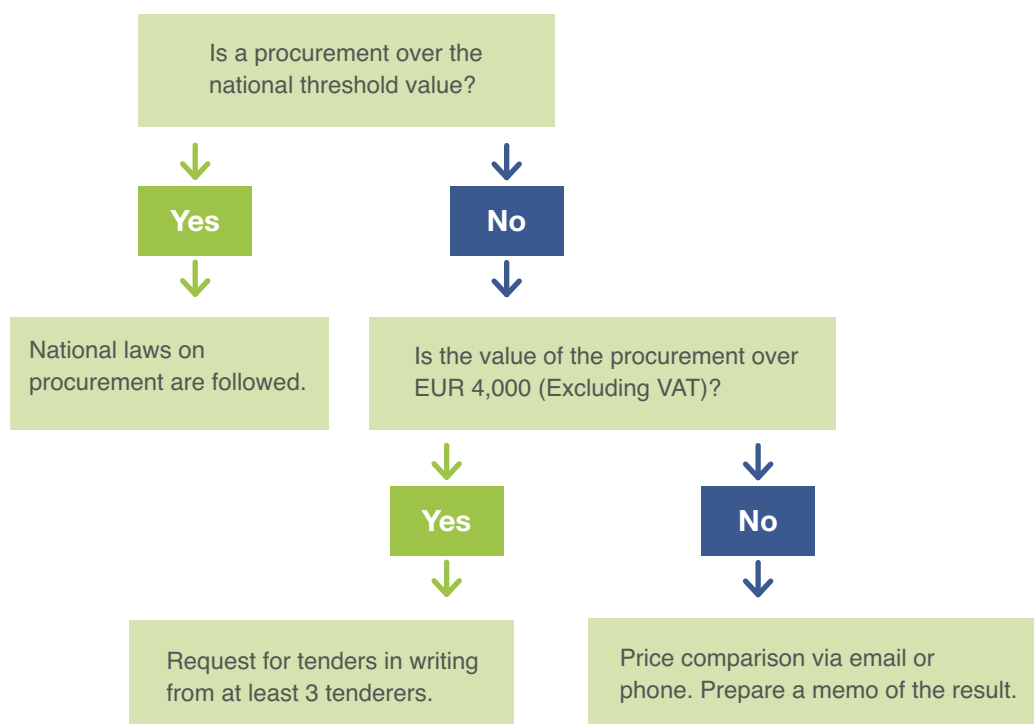 Is a procurement over the
national threshold value?
Yes
No
National laws on
procurement are followed.
Is the value of the procurement over
EUR 4,000 (Excluding VAT)?
Yes
No
Request for tenders in writing
from at least 3 tenderers.
Price comparison via email or
phone. Prepare a memo of the result.